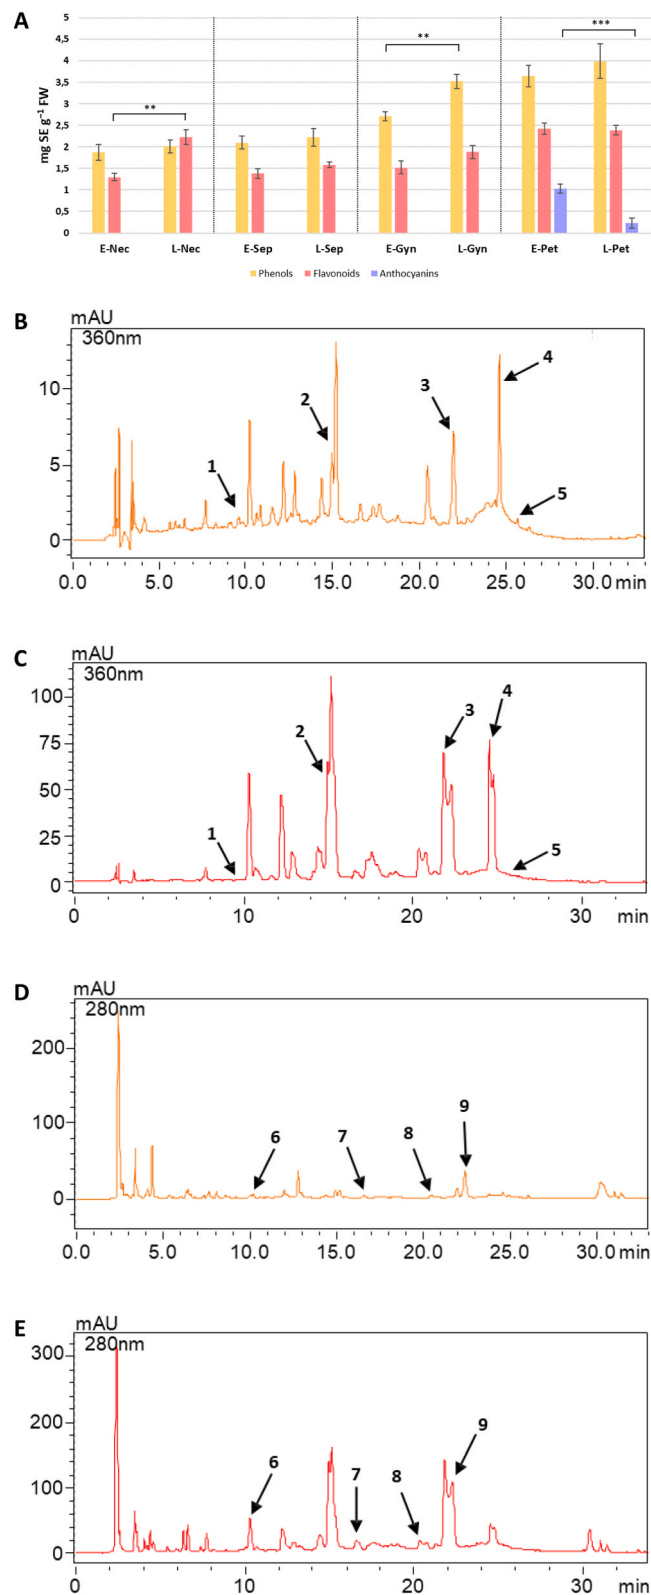 A
mg SE g⁻¹ FW
5
4,5
4
3,5
3
2,5
2
1,5
1
0,5
0
**
**
***
E-Nec L-Nec E-Sep L-Sep E-Gyn L-Gyn E-Pet L-Pet
Phenols Flavonoids Anthocyanins
B
mAU
360nm
10
5
0
1
2
3
4
5
0.0 5.0 10.0 15.0 20.0 25.0 30.0 min
C
mAU
360nm
100
75
50
25
0
1
2
3
4
5
0 10 20 30
min
D
mAU
280nm
200
100
0
6
7
8
9
0.0 5.0 10.0 15.0 20.0 25.0 30.0 min
E
mAU
280nm
300
200
100
0
6
7
8
9
0 10 20 30
min